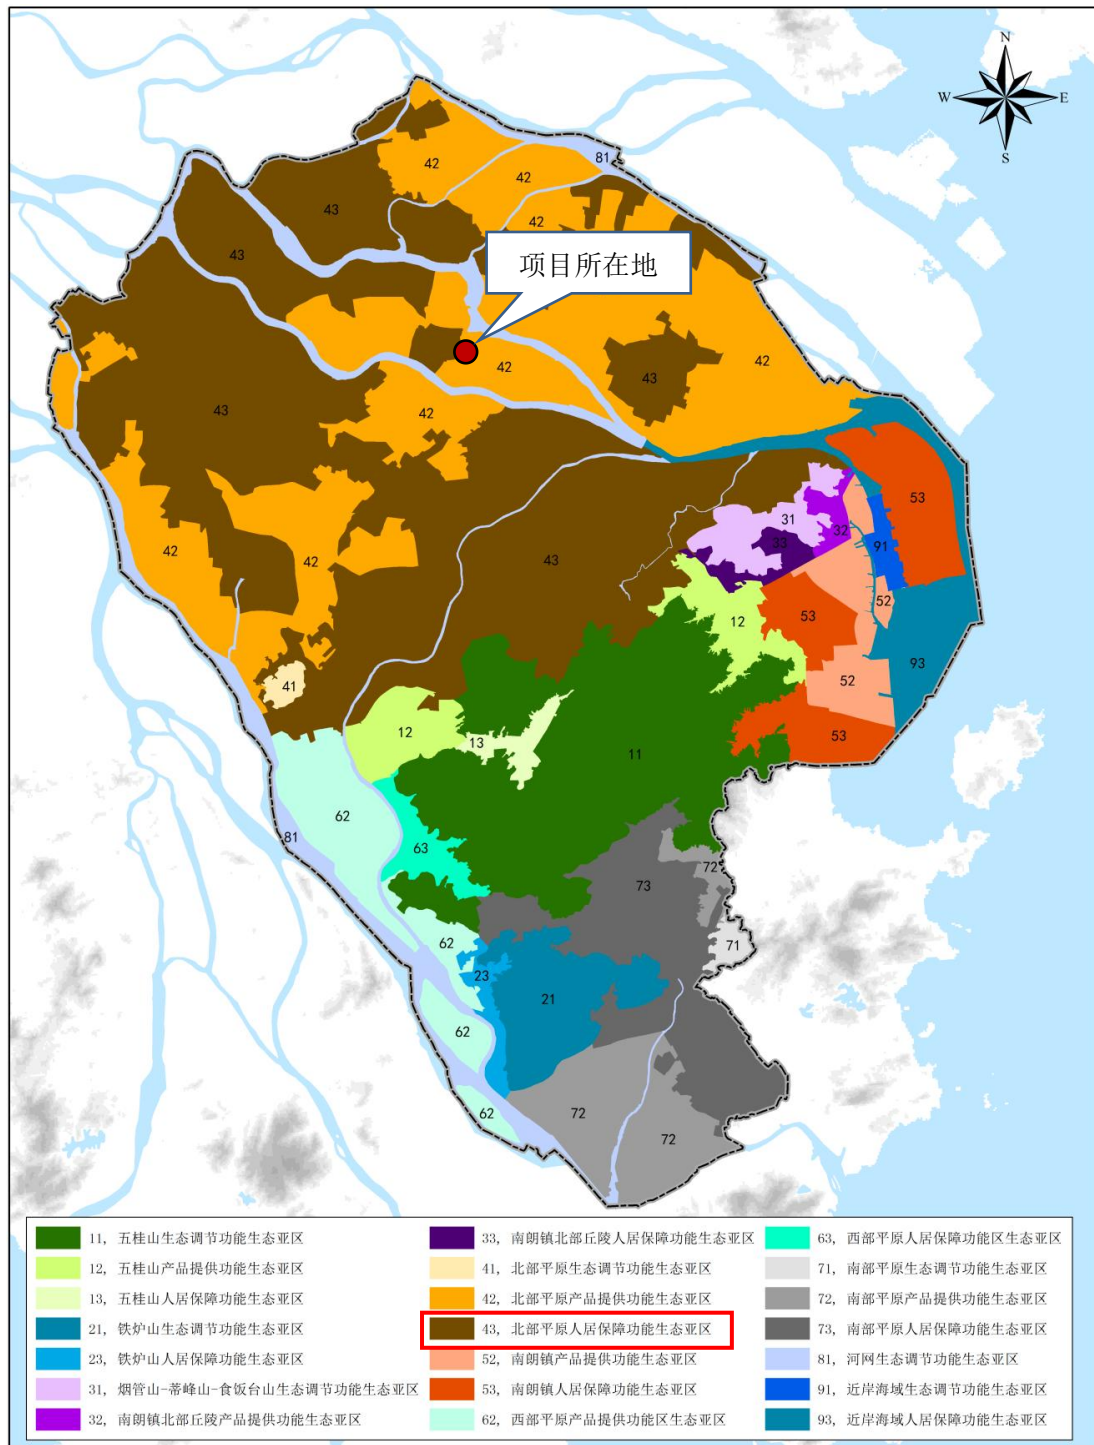 N
W E
S
81
42
42
43
42
43
项目所在地
42
42
43
43
42
53
31
32
33
91
42
42
43
52
12
53
93
41
52
12
13
53
11
62
81
63
72
73
71
62
23
21
62
62
72
72
11, 五桂山生态调节功能生态亚区
12, 五桂山产品提供功能生态亚区
13, 五桂山人居保障功能生态亚区
21, 铁炉山生态调节功能生态亚区
23, 铁炉山人居保障功能生态亚区
31, 烟管山-蒂峰山-食饭台山生态调节功能生态亚区
32, 南朗镇北部丘陵产品提供功能生态亚区
33, 南朗镇北部丘陵人居保障功能生态亚区
41, 北部平原生态调节功能生态亚区
42, 北部平原产品提供功能生态亚区
43, 北部平原人居保障功能生态亚区
52, 南朗镇产品提供功能生态亚区
53, 南朗镇人居保障功能生态亚区
62, 西部平原产品提供功能区生态亚区
63, 西部平原人居保障功能区生态亚区
71, 南部平原生态调节功能生态亚区
72, 南部平原产品提供功能生态亚区
73, 南部平原人居保障功能生态亚区
81, 河网生态调节功能生态亚区
91, 近岸海域生态调节功能生态亚区
93, 近岸海域人居保障功能生态亚区